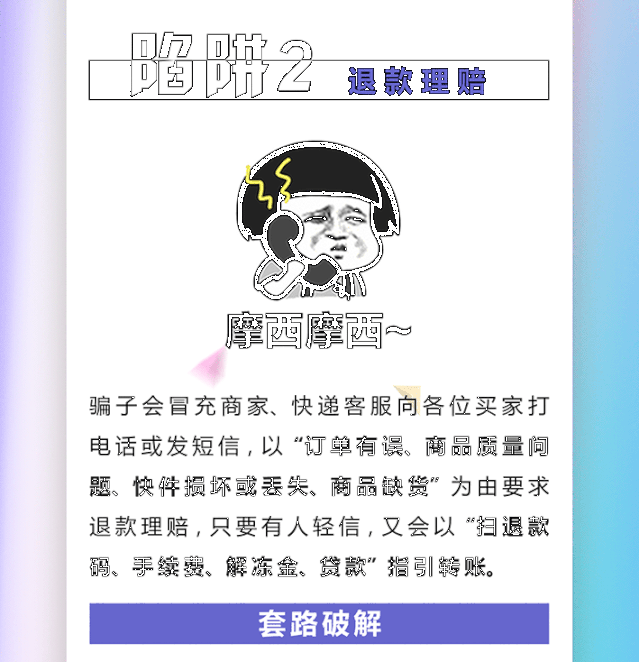 陷阱2 退款理赔
摩西摩西~
骗子会冒充商家、快递客服向各位买家打
电话或发短信,以“订单有误、商品质量问
题、快件损坏或丢失、商品缺货”为由要求
退款理赔,只要有人轻信,又会以“扫退款
码、手续费、解冻金、贷款”指引转账。
套路破解